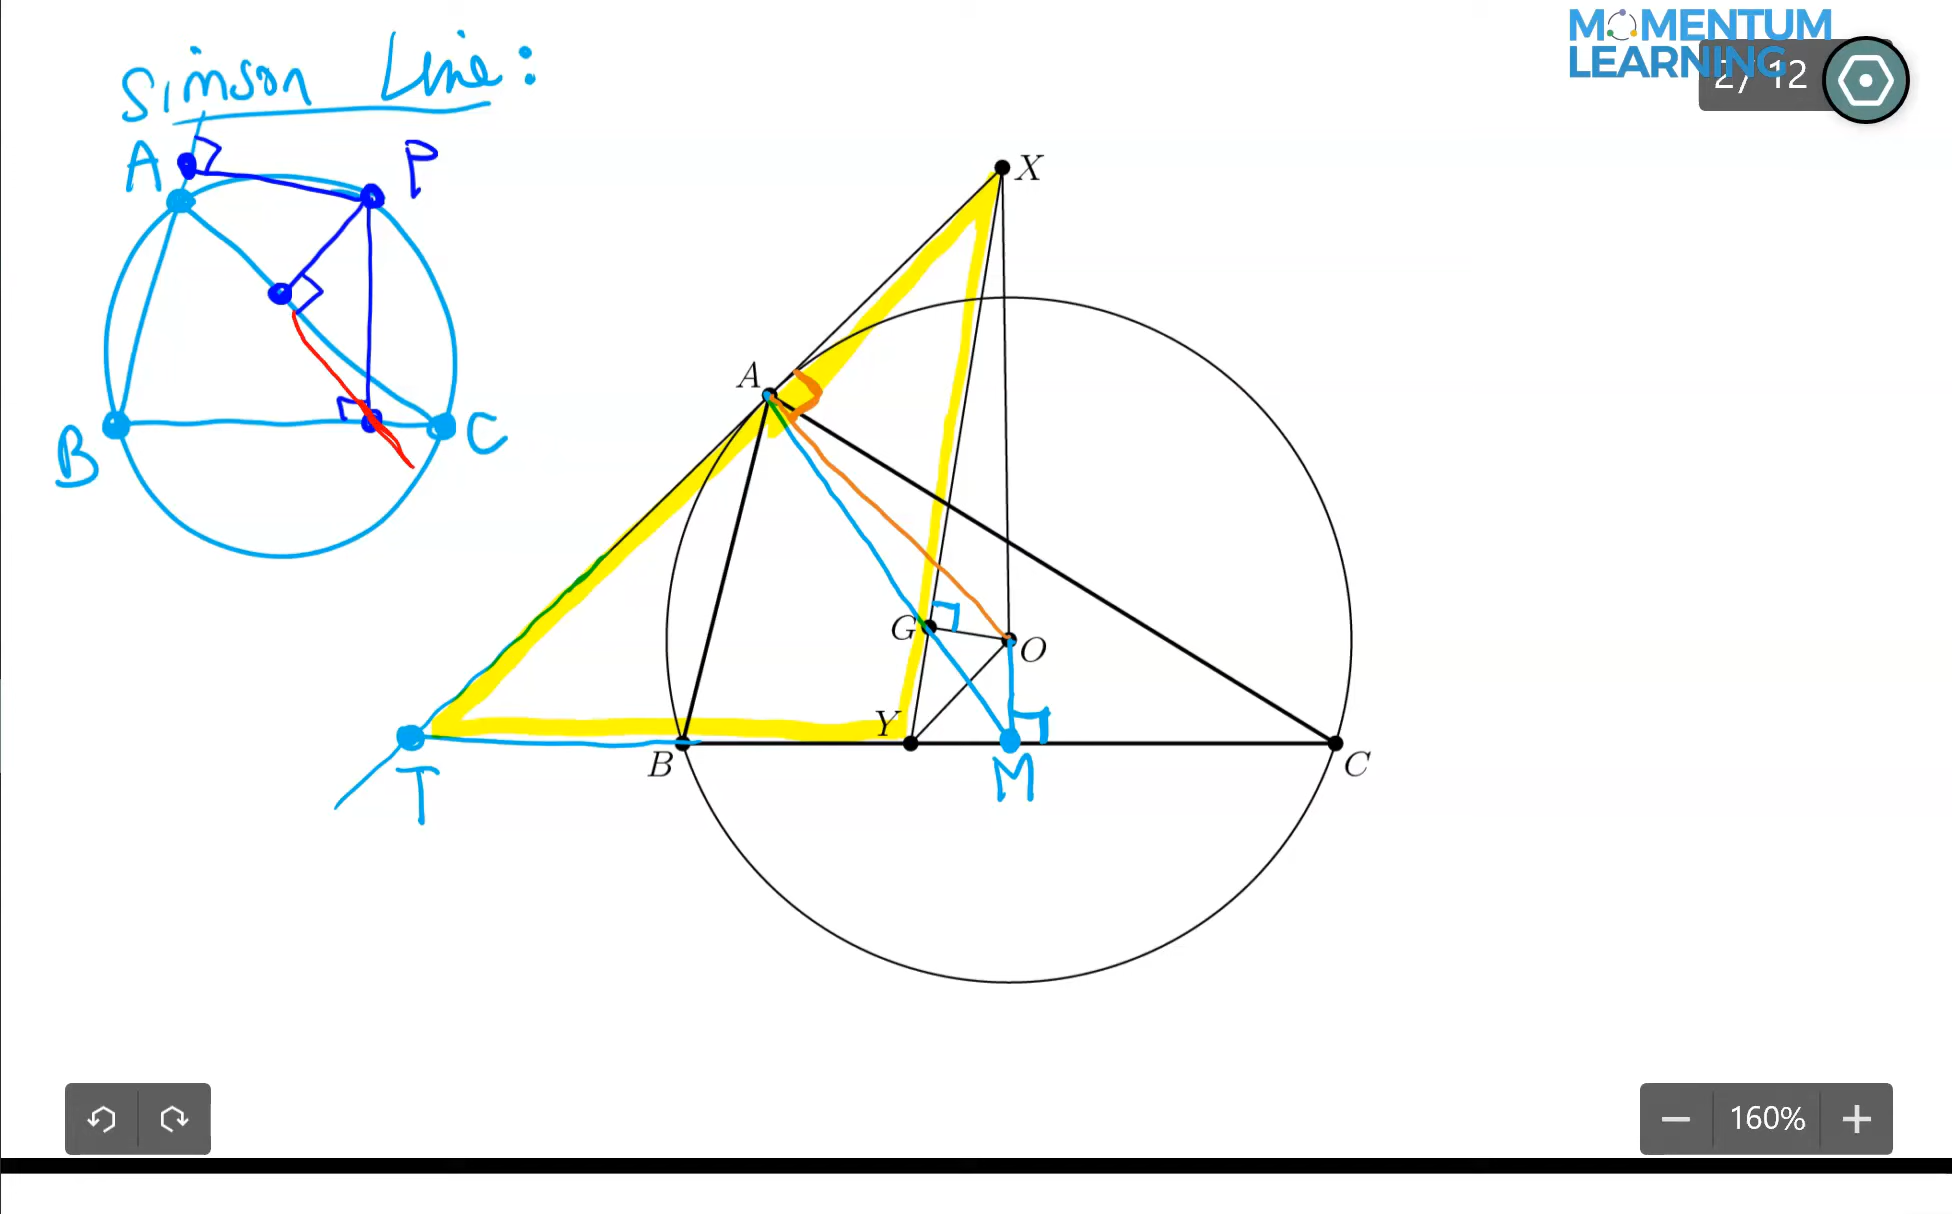 Simson Line:
MOMENTUM
LEARNING
2/12
A
P
B
C
X
A
G
O
Y
T
B
M
C
160%